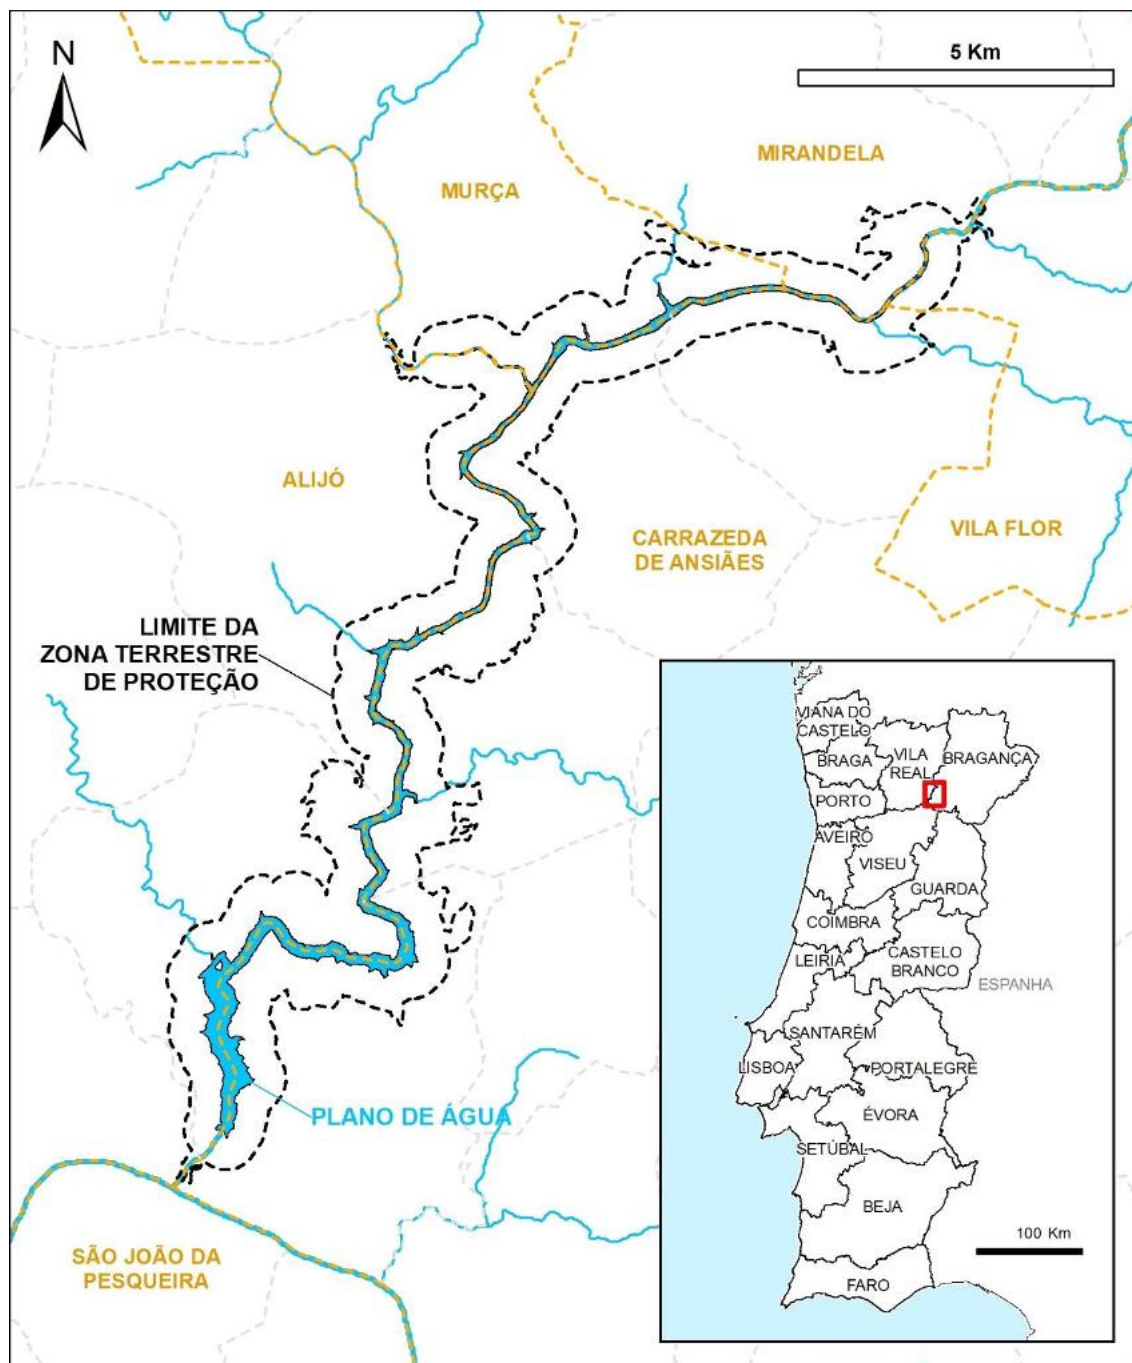 N
5 Km
MIRANDELA
MURÇA
ALIJÓ
CARRAZEDA
DE ANSIÃES
VILA FLOR
LIMITE DA
ZONA TERRESTRE
DE PROTEÇÃO
PLANO DE ÁGUA
SÃO JOÃO DA
PESQUEIRA
VIANA DO
CASTELO
BRAGA
VILA
REAL
BRAGANÇA
PORTO
AVEIRO
VISEU
GUARDA
COIMBRA
LEIRIA
CASTELO
BRANCO
ESPANHA
SANTARÉM
LISBOA
PORTALEGRE
ÉVORA
SETÚBAL
BEJA
100 Km
FARO